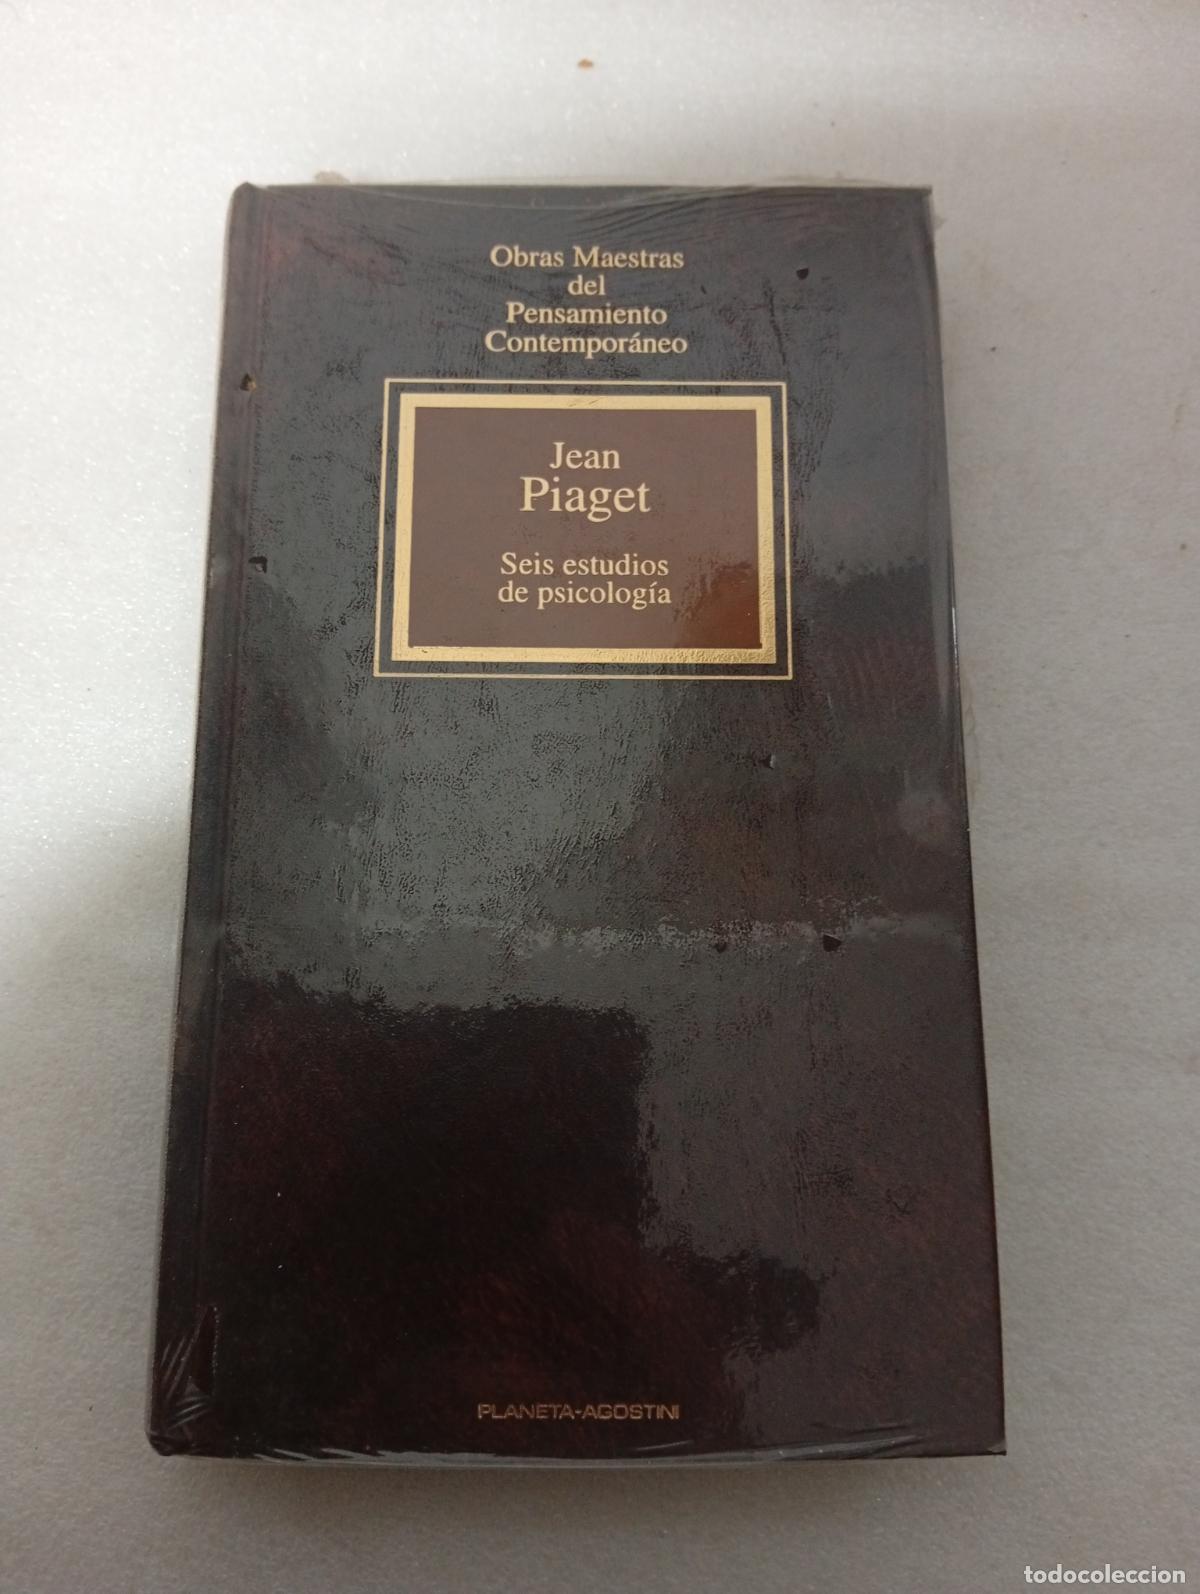 Obras Maestras
del
Pensamiento
Contemporáneo
Jean
Piaget
Seis estudios
de psicología
PLANETA-AGOSTINI
todocoleccion